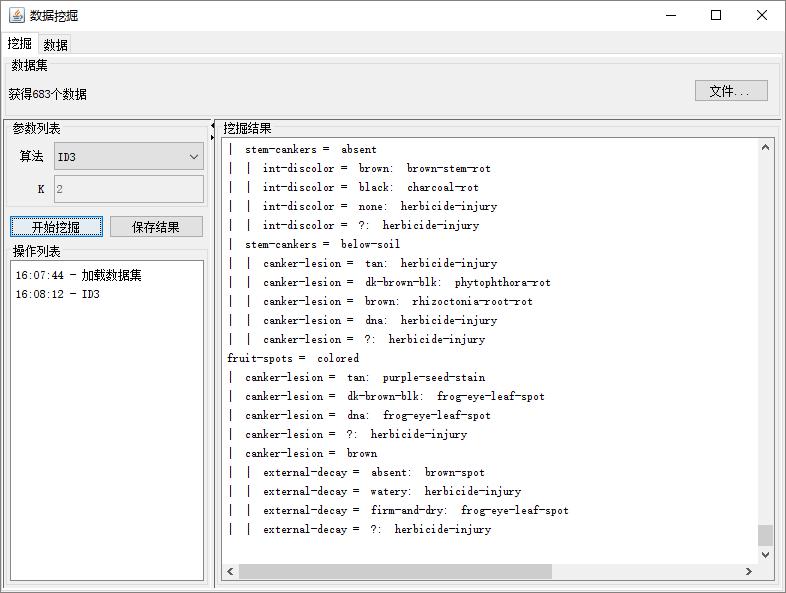 数据挖掘
挖掘 数据
数据集
获得683个数据
文件...
参数列表
算法 ID3
K 2
开始挖掘 保存结果
操作列表
16:07:44 - 加载数据集
16:08:12 - ID3
挖掘结果
| stem-cankers = absent
| | int-discolor = brown: brown-stem-rot
| | int-discolor = black: charcoal-rot
| | int-discolor = none: herbicide-injury
| | int-discolor = ?: herbicide-injury
| stem-cankers = below-soil
| | canker-lesion = tan: herbicide-injury
| | canker-lesion = dk-brown-blk: phytophthora-rot
| | canker-lesion = brown: rhizoctonia-root-rot
| | canker-lesion = dna: herbicide-injury
| | canker-lesion = ?: herbicide-injury
fruit-spots = colored
| canker-lesion = tan: purple-seed-stain
| canker-lesion = dk-brown-blk: frog-eye-leaf-spot
| canker-lesion = dna: frog-eye-leaf-spot
| canker-lesion = ?: herbicide-injury
| canker-lesion = brown
| | external-decay = absent: brown-spot
| | external-decay = watery: herbicide-injury
| | external-decay = firm-and-dry: frog-eye-leaf-spot
| | external-decay = ?: herbicide-injury